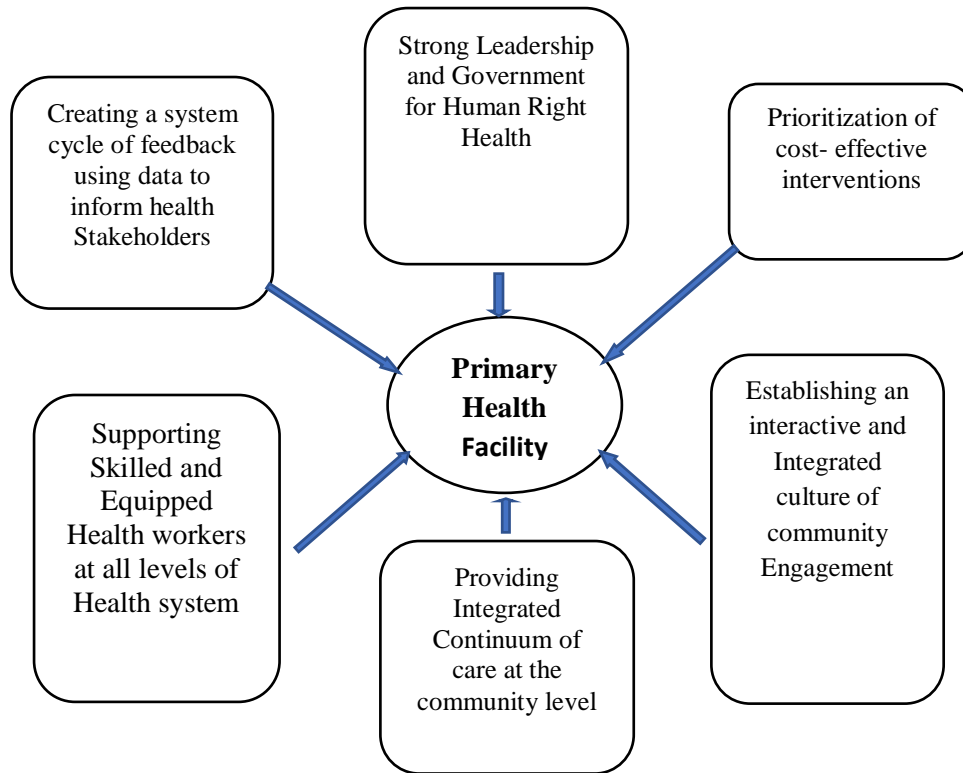 Strong Leadership
and Government
for Human Right
Health
Creating a system
cycle of feedback
using data to
inform health
Stakeholders
Prioritization of
cost- effective
interventions
Primary
Health
Facility
Supporting
Skilled and
Equipped
Health workers
at all levels of
Health system
Establishing an
interactive and
Integrated
culture of
community
Engagement
Providing
Integrated
Continuum of
care at the
community level